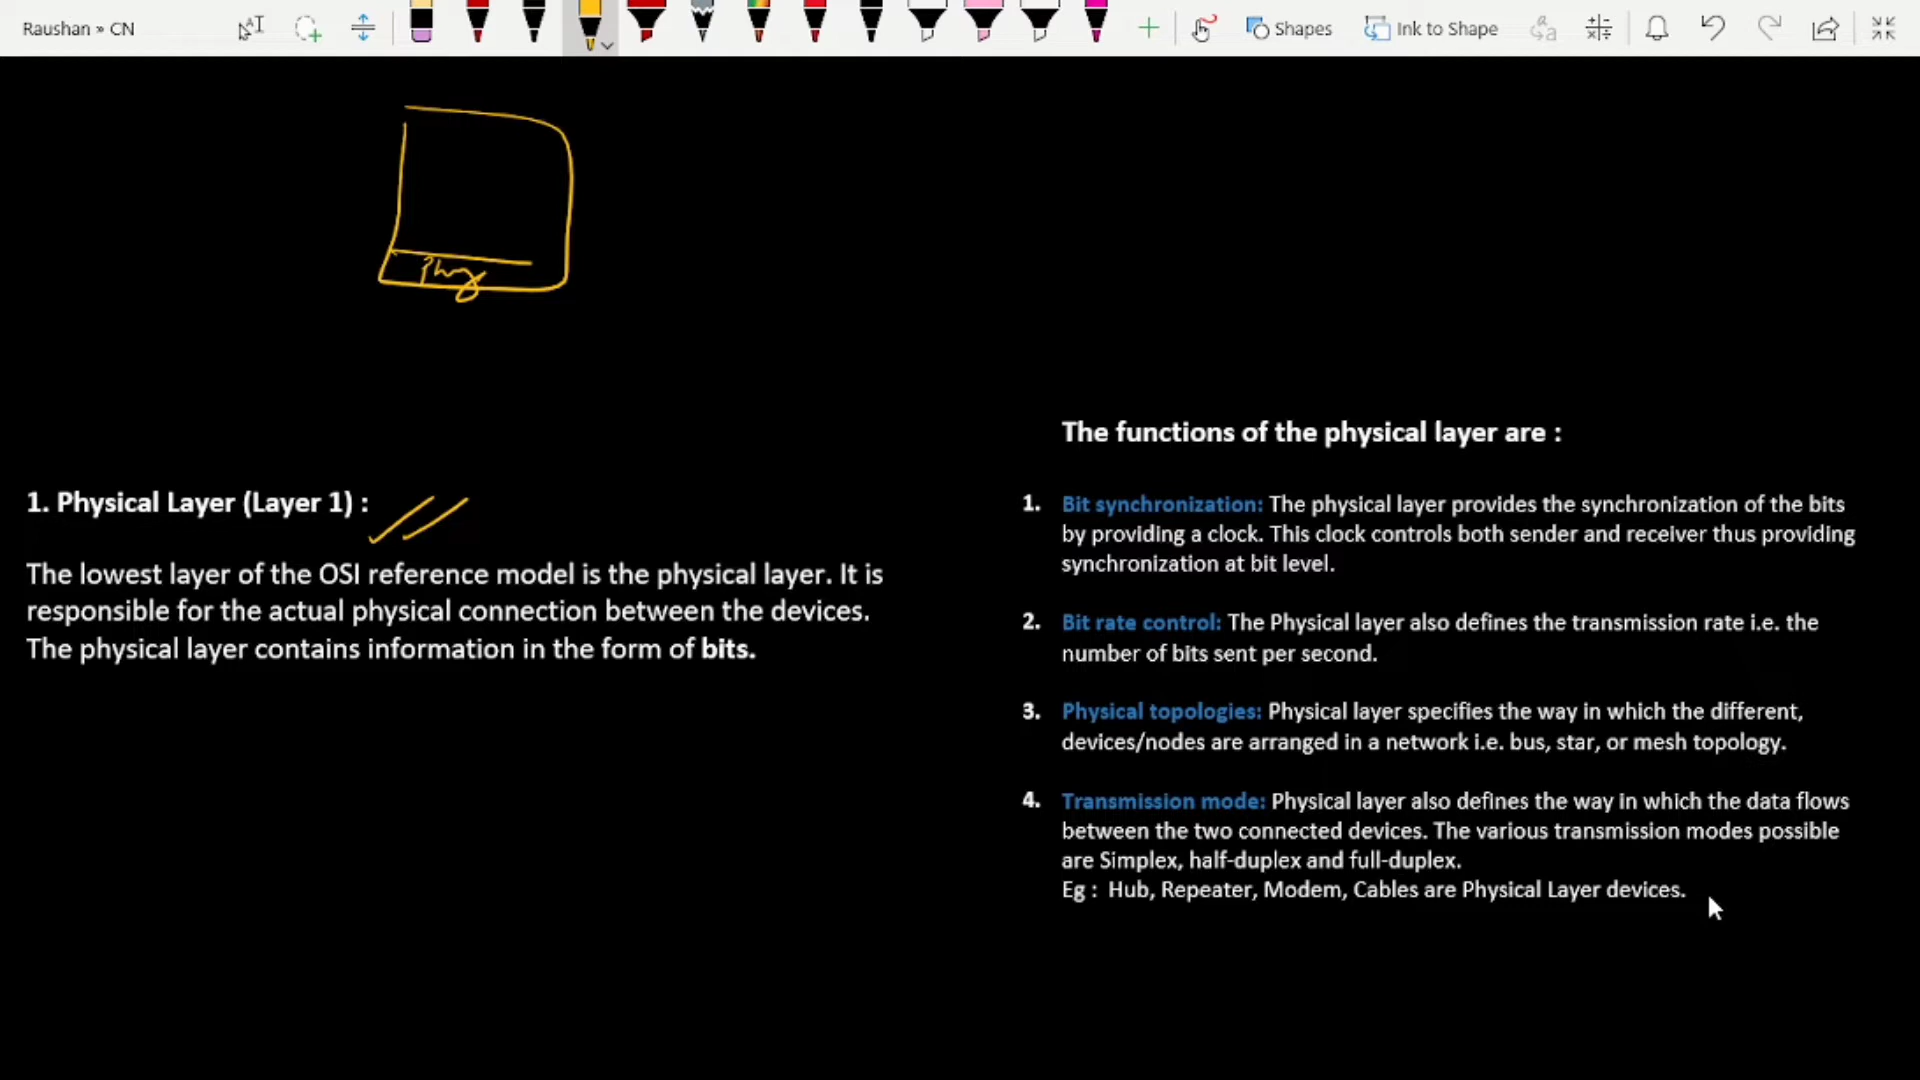 Raushan » CN
Shapes
Ink to Shape
Phy
1. Physical Layer (Layer 1) :
The lowest layer of the OSI reference model is the physical layer. It is
responsible for the actual physical connection between the devices.
The physical layer contains information in the form of bits.
The functions of the physical layer are :
1. Bit synchronization: The physical layer provides the synchronization of the bits
by providing a clock. This clock controls both sender and receiver thus providing
synchronization at bit level.
2. Bit rate control: The Physical layer also defines the transmission rate i.e. the
number of bits sent per second.
3. Physical topologies: Physical layer specifies the way in which the different,
devices/nodes are arranged in a network i.e. bus, star, or mesh topology.
4. Transmission mode: Physical layer also defines the way in which the data flows
between the two connected devices. The various transmission modes possible
are Simplex, half-duplex and full-duplex.
Eg : Hub, Repeater, Modem, Cables are Physical Layer devices.